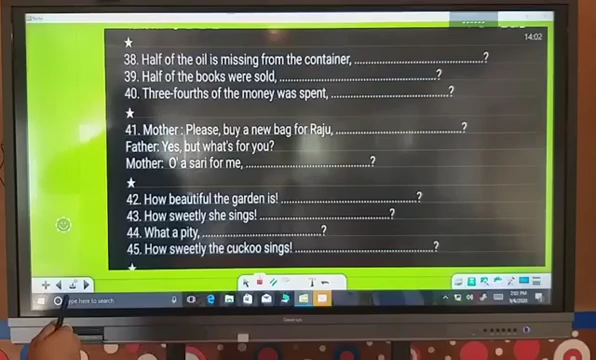 14:02
38. Half of the oil is missing from the container, ........................................?
39. Half of the books were sold, ................................................?
40. Three-fourths of the money was spent, ....................................?
41. Mother : Please, buy a new bag for Raju, .......................................?
Father: Yes, but what's for you?
Mother: O' a sari for me, .......................................?
42. How beautiful the garden is! ...........................................?
43. How sweetly she sings! .........................................?
44. What a pity, .....................................?
45. How sweetly the cuckoo sings! ...........................................?
Type here to search
2:02 PM